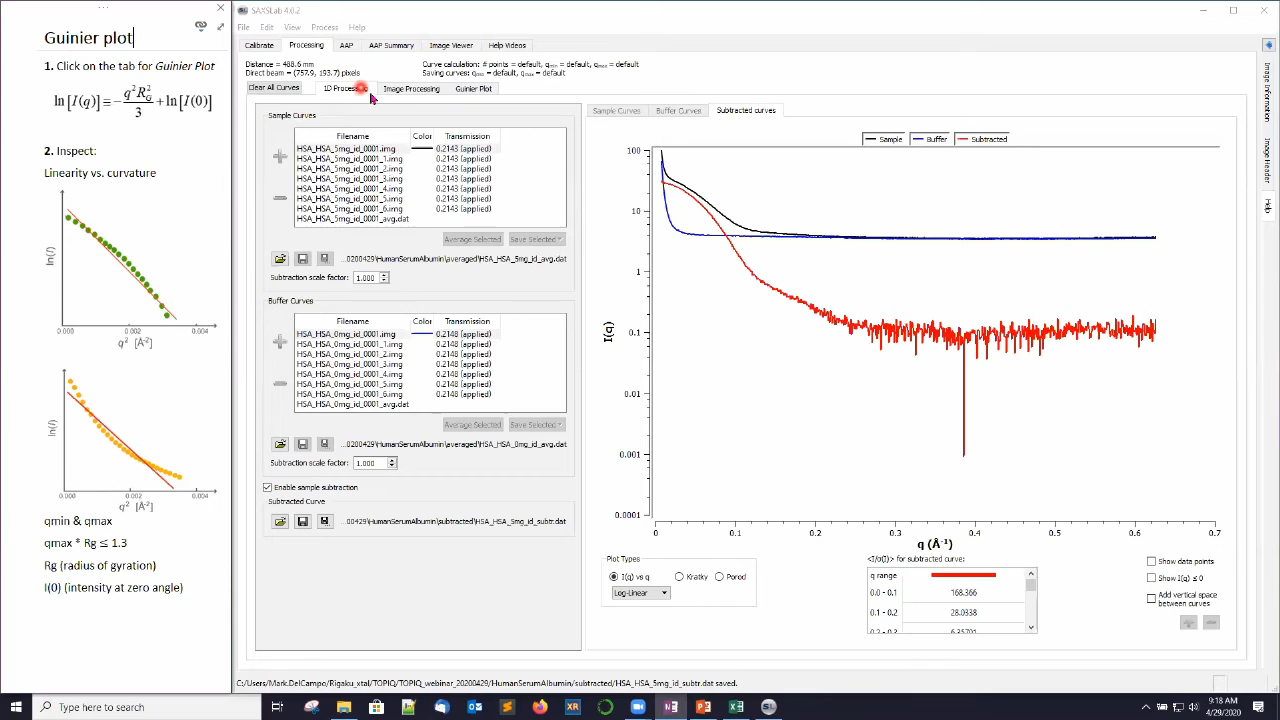 Guinier plot
1. Click on the tab for Guinier Plot
ln[I(q)] ≅ − q²R_G²/3 + ln[I(0)]
2. Inspect:
Linearity vs. curvature
ln(I)
0.000 0.002 0.004
q² [Å⁻²]
ln(I)
0.000 0.002 0.004
q² [Å⁻²]
qmin & qmax
qmax * Rg ≤ 1.3
Rg (radius of gyration)
I(0) (intensity at zero angle)
SAXSLab 4.0.2
File Edit View Process Help
Calibrate Processing AAP AAP Summary Image Viewer Help Videos
Distance = 488.6 mm
Direct beam = (757.9, 193.7) pixels
Curve calculation: # points = default, qmin = default, qmax = default
Saving curves: qmin = default, qmax = default
Clear All Curves 1D Processing Image Processing Guinier Plot
Sample Curves
Filename Color Transmission
HSA_HSA_5mg_id_0001.img 0.2143 (applied)
HSA_HSA_5mg_id_0001_1.img 0.2143 (applied)
HSA_HSA_5mg_id_0001_2.img 0.2143 (applied)
HSA_HSA_5mg_id_0001_3.img 0.2143 (applied)
HSA_HSA_5mg_id_0001_4.img 0.2143 (applied)
HSA_HSA_5mg_id_0001_5.img 0.2143 (applied)
HSA_HSA_5mg_id_0001_6.img 0.2143 (applied)
HSA_HSA_5mg_id_0001_avg.dat
Average Selected Save Selected
...0200429\HumanSerumAlbumin\averaged\HSA_HSA_5mg_id_avg.dat
Subtraction scale factor: 1.000
Buffer Curves
Filename Color Transmission
HSA_HSA_0mg_id_0001.img 0.2148 (applied)
HSA_HSA_0mg_id_0001_1.img 0.2148 (applied)
HSA_HSA_0mg_id_0001_2.img 0.2148 (applied)
HSA_HSA_0mg_id_0001_3.img 0.2148 (applied)
HSA_HSA_0mg_id_0001_4.img 0.2148 (applied)
HSA_HSA_0mg_id_0001_5.img 0.2148 (applied)
HSA_HSA_0mg_id_0001_6.img 0.2148 (applied)
HSA_HSA_0mg_id_0001_avg.dat
Average Selected Save Selected
...0200429\HumanSerumAlbumin\averaged\HSA_HSA_0mg_id_avg.dat
Subtraction scale factor: 1.000
Enable sample subtraction
Subtracted Curve
...00429\HumanSerumAlbumin\subtracted\HSA_HSA_5mg_id_subtr.dat
Sample Curves Buffer Curves Subtracted curves
Sample Buffer Subtracted
100
10
1
0.1
0.01
0.001
0.0001
I(q)
0 0.1 0.2 0.3 0.4 0.5 0.6 0.7
q (Å⁻¹)
Plot Types
I(q) vs q Kratky Porod
Log-Linear
<I/σ(I)> for subtracted curve:
q range
0.0 - 0.1 168.366
0.1 - 0.2 28.0338
0.2 - 0.3 6.35701
Show data points
Show I(q) ≤ 0
Add vertical space
between curves
Image Information
Image Header
Help
C:/Users/Mark.DelCampo/Rigaku_xtal/TOPIQ/TOPIQ_webinar_20200429/HumanSerumAlbumin/subtracted/HSA_HSA_5mg_id_subtr.dat saved.
Type here to search
9:18 AM
4/29/2020